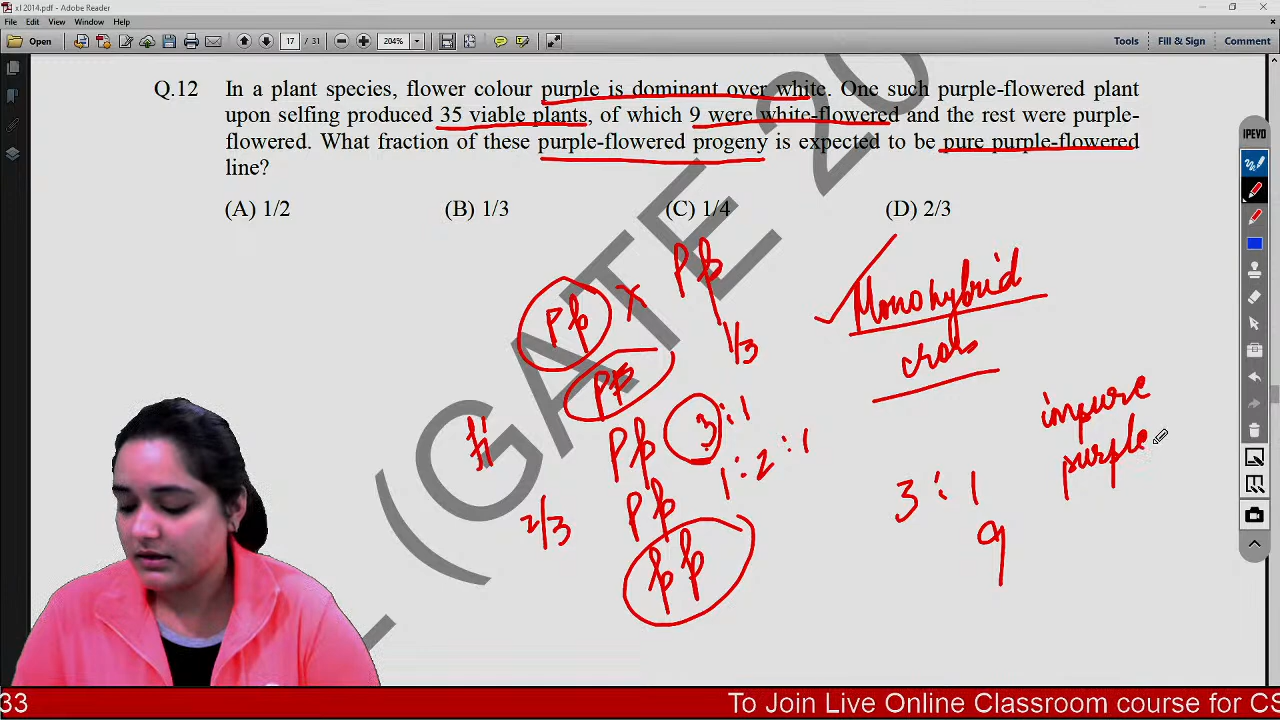 xl 2014.pdf - Adobe Reader
File Edit View Window Help
Open 17 / 31 204% Tools Fill & Sign Comment
Q.12 In a plant species, flower colour purple is dominant over white. One such purple-flowered plant
upon selfing produced 35 viable plants, of which 9 were white-flowered and the rest were purple-
flowered. What fraction of these purple-flowered progeny is expected to be pure purple-flowered
line?
(A) 1/2 (B) 1/3 (C) 1/4 (D) 2/3
(GATE 20
Pp x Pp
Monohybrid
cross
1/3
PP
3:1
Pp
1:2:1
impure
purple
3:1
2/3 Pp
9
pp
IPEVO
33 To Join Live Online Classroom course for CS